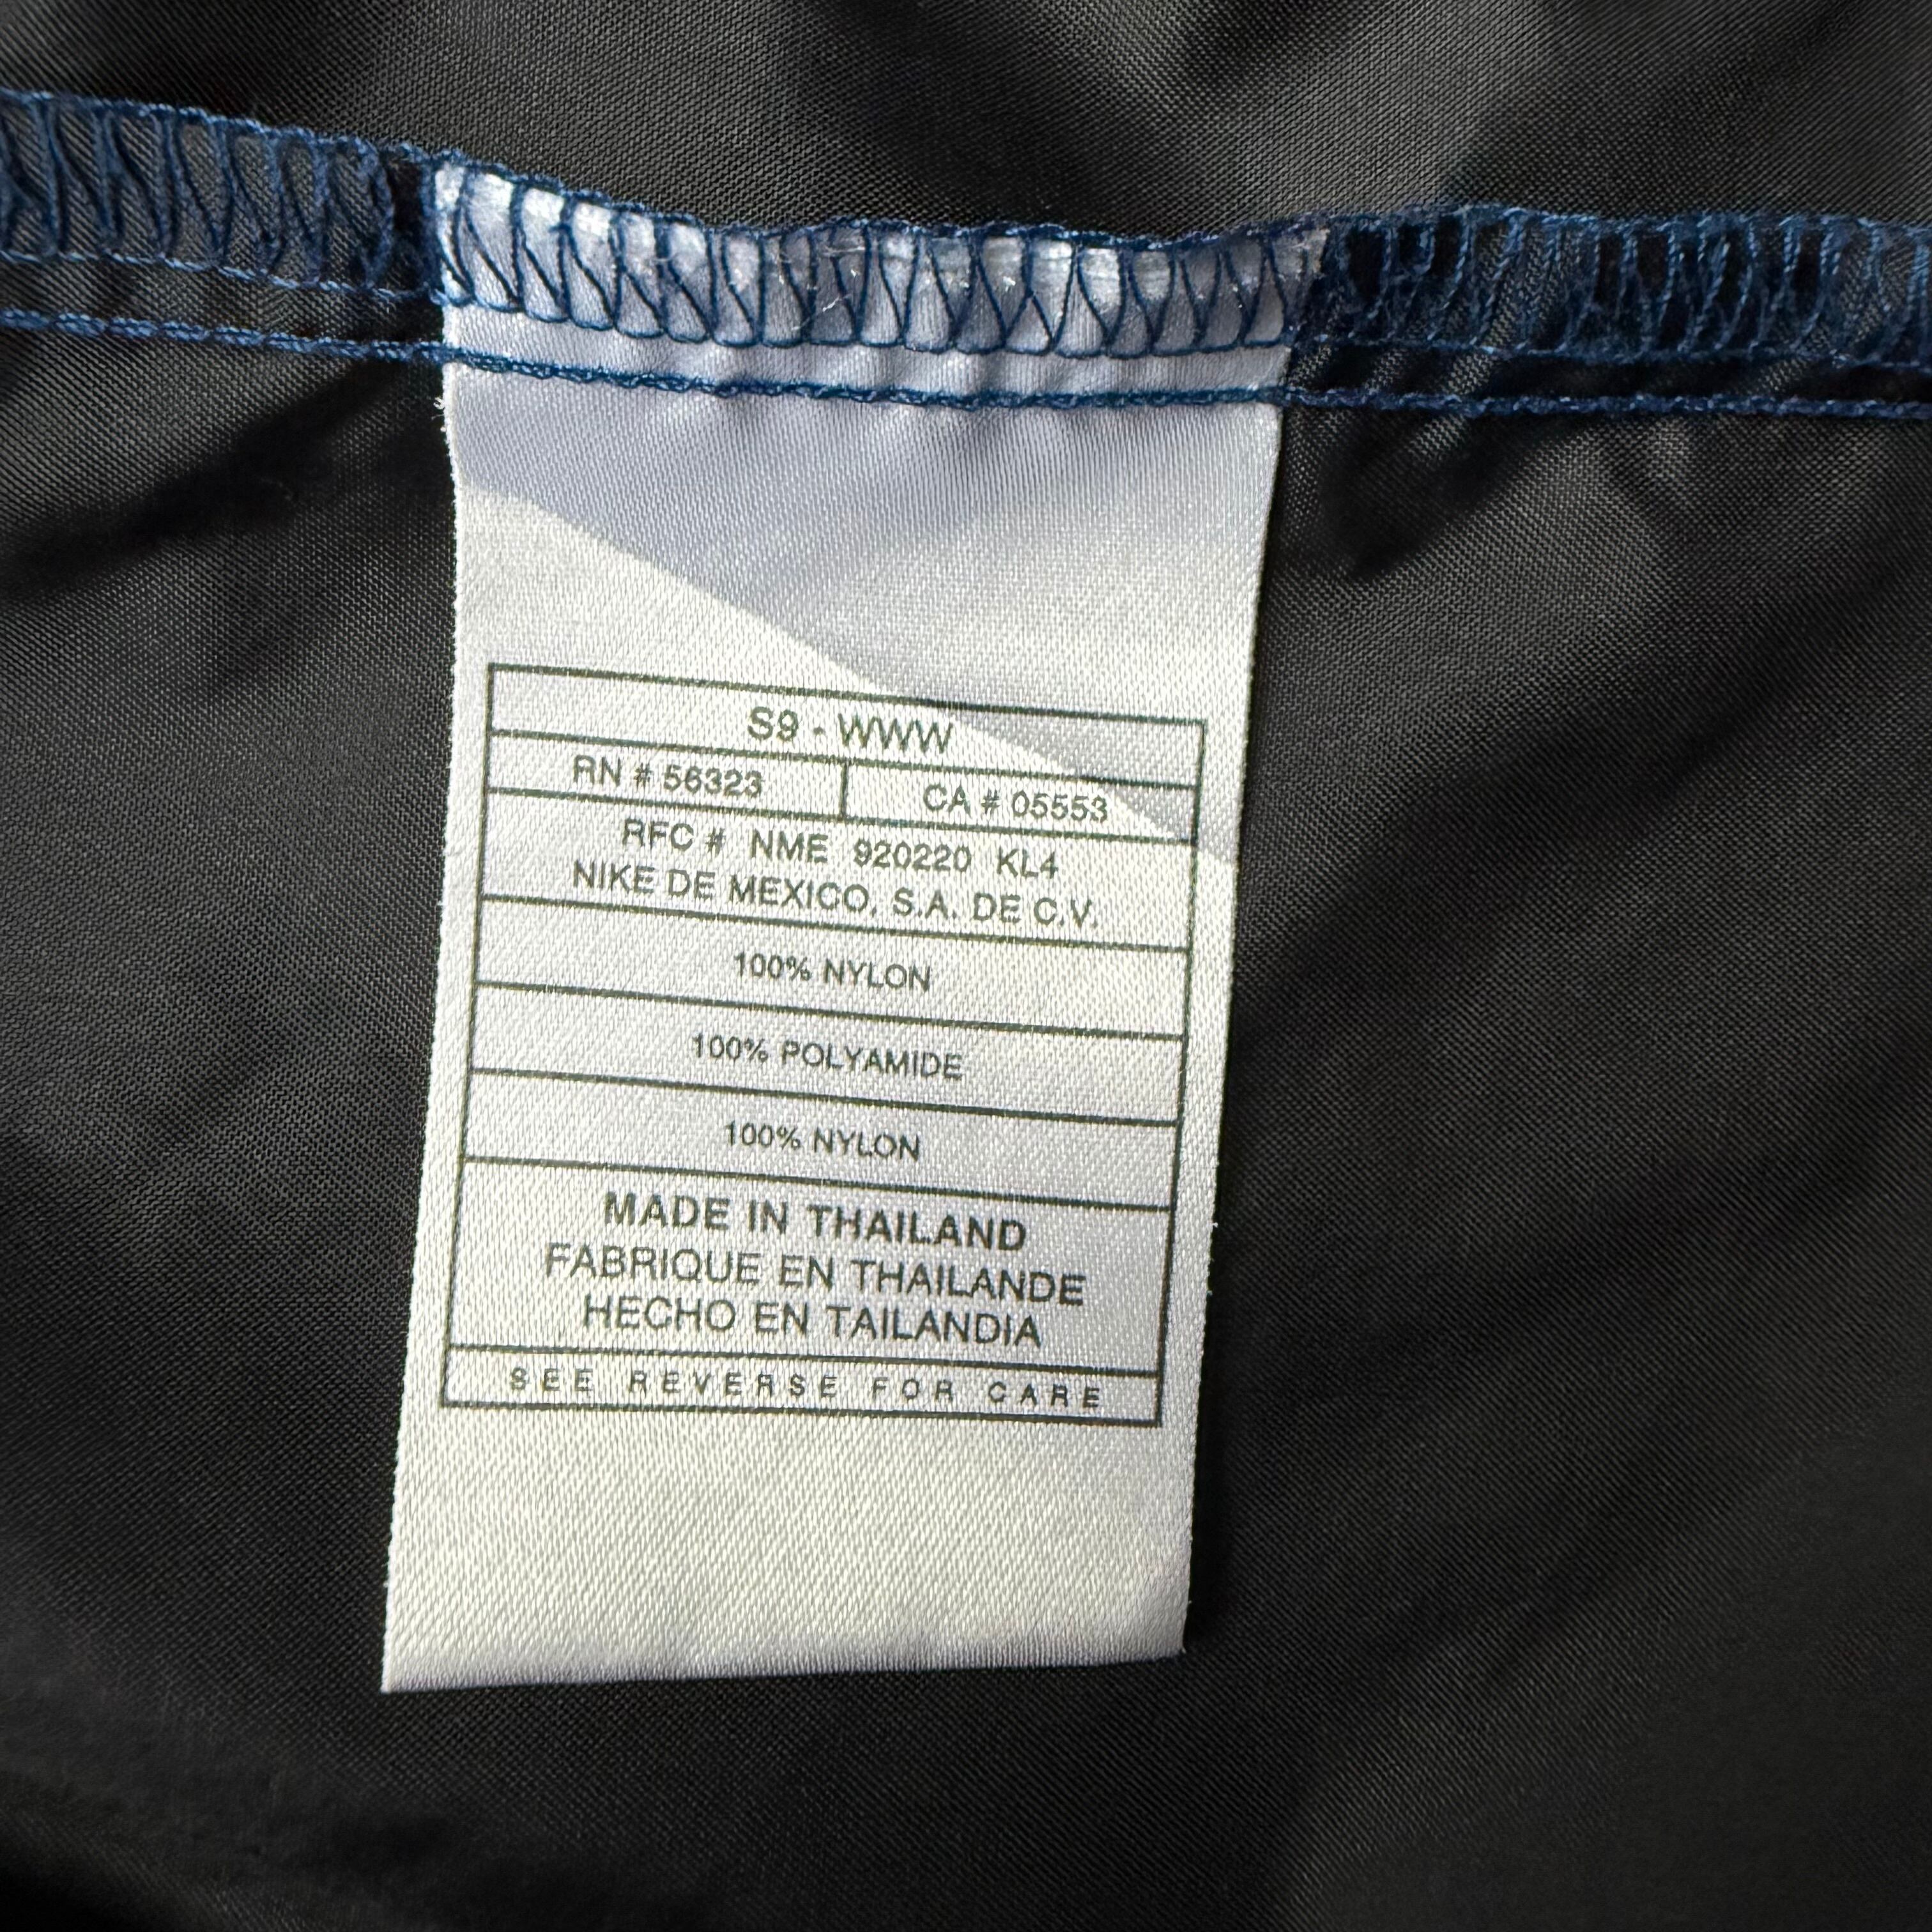 S9 - WWW
RN # 56323 CA # 05553
RFC # NME 920220 KL4
NIKE DE MEXICO, S.A. DE C.V.
100% NYLON
100% POLYAMIDE
100% NYLON
MADE IN THAILAND
FABRIQUE EN THAILANDE
HECHO EN TAILANDIA
SEE REVERSE FOR CARE